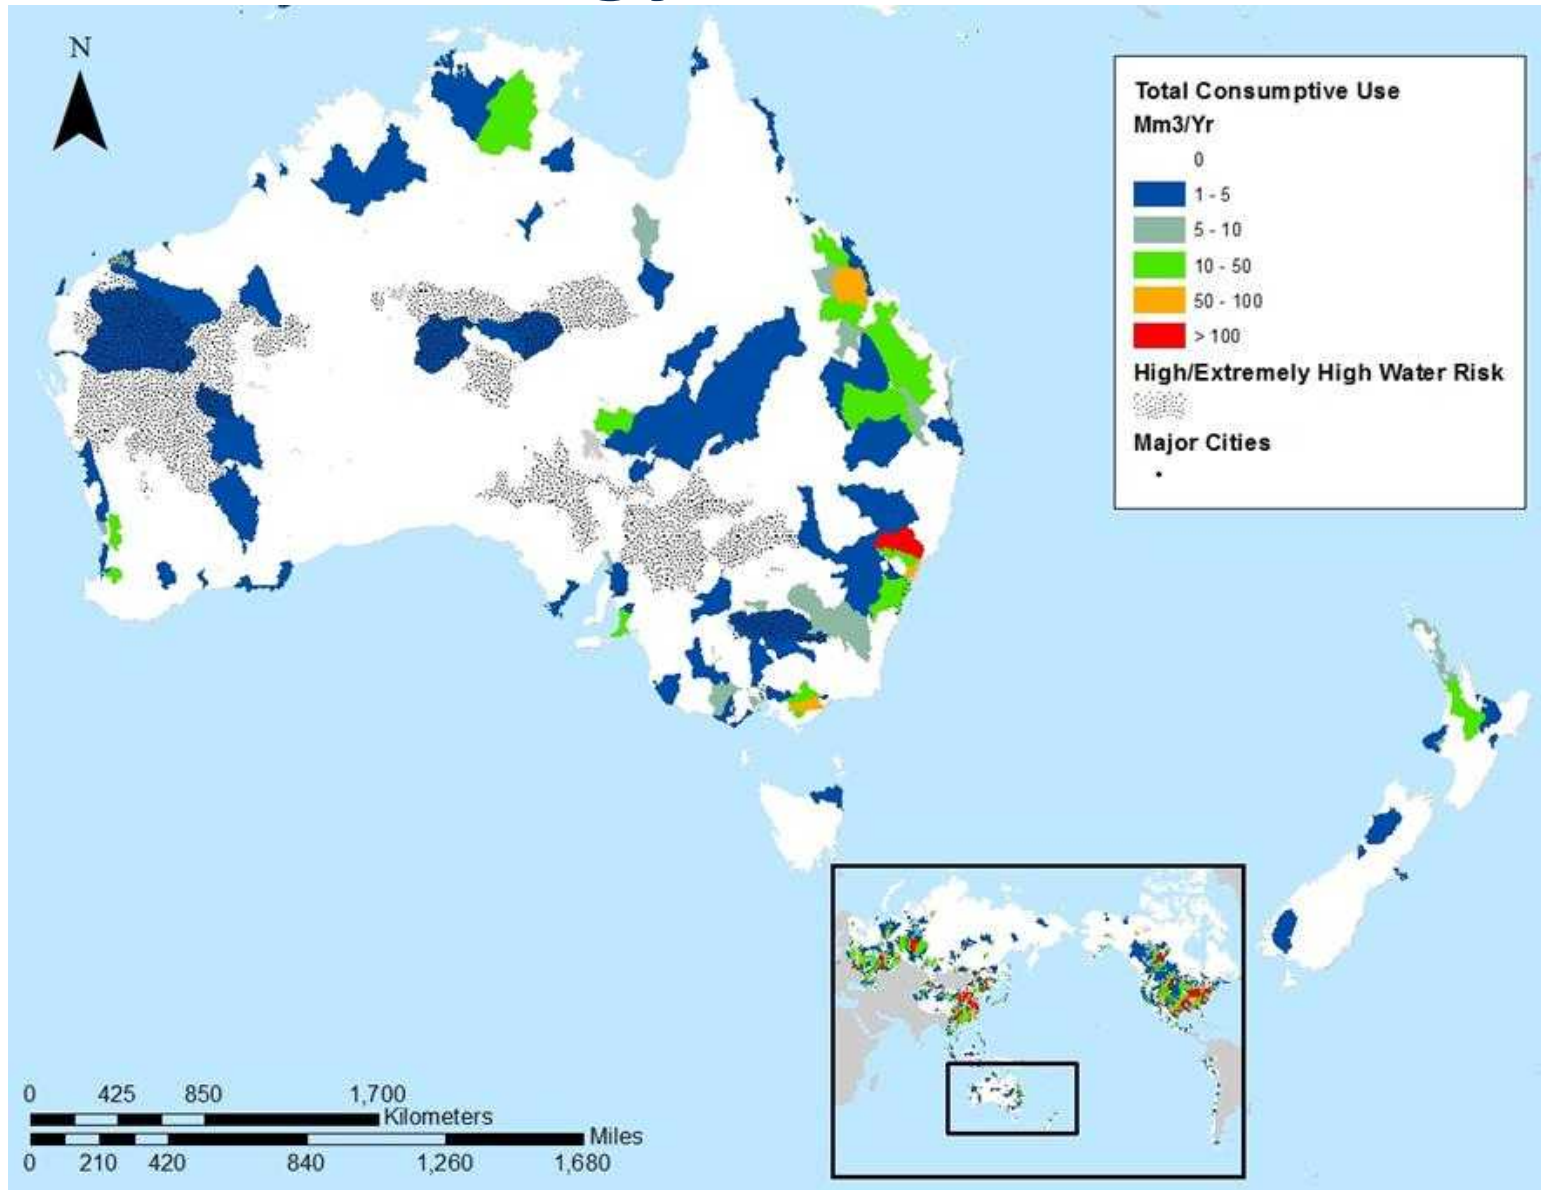 N
Total Consumptive Use
Mm3/Yr
0
1 - 5
5 - 10
10 - 50
50 - 100
> 100
High/Extremely High Water Risk
Major Cities
0 425 850 1,700
Kilometers
Miles
0 210 420 840 1,260 1,680